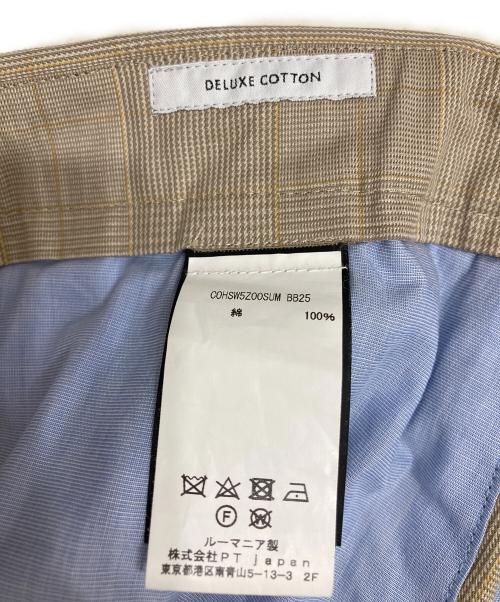 DELUXE COTTON
COHSW5Z00SUM BB25
綿 100%
Ⓕ Ⓦ
ルーマニア製
株式会社PT japan
東京都港区南青山5-13-3 2F